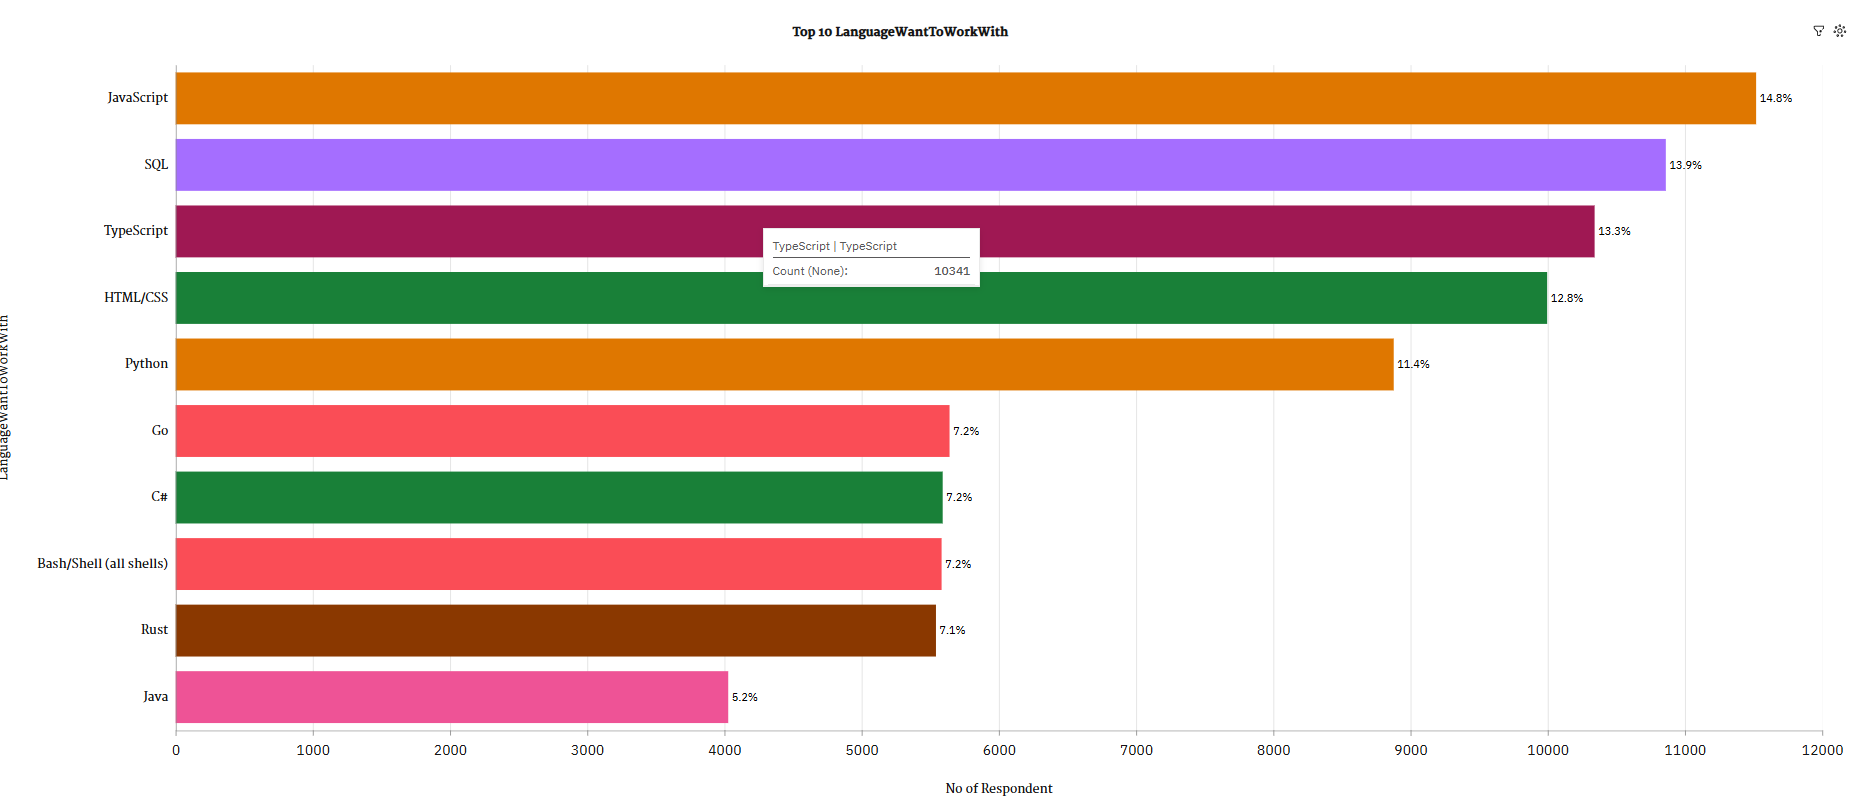 Top 10 LanguageWantToWorkWith
LanguageWantToWorkWith
JavaScript 14.8%
SQL 13.9%
TypeScript 13.3%
TypeScript | TypeScript
Count (None): 10341
HTML/CSS 12.8%
Python 11.4%
Go 7.2%
C# 7.2%
Bash/Shell (all shells) 7.2%
Rust 7.1%
Java 5.2%
0 1000 2000 3000 4000 5000 6000 7000 8000 9000 10000 11000 12000
No of Respondent